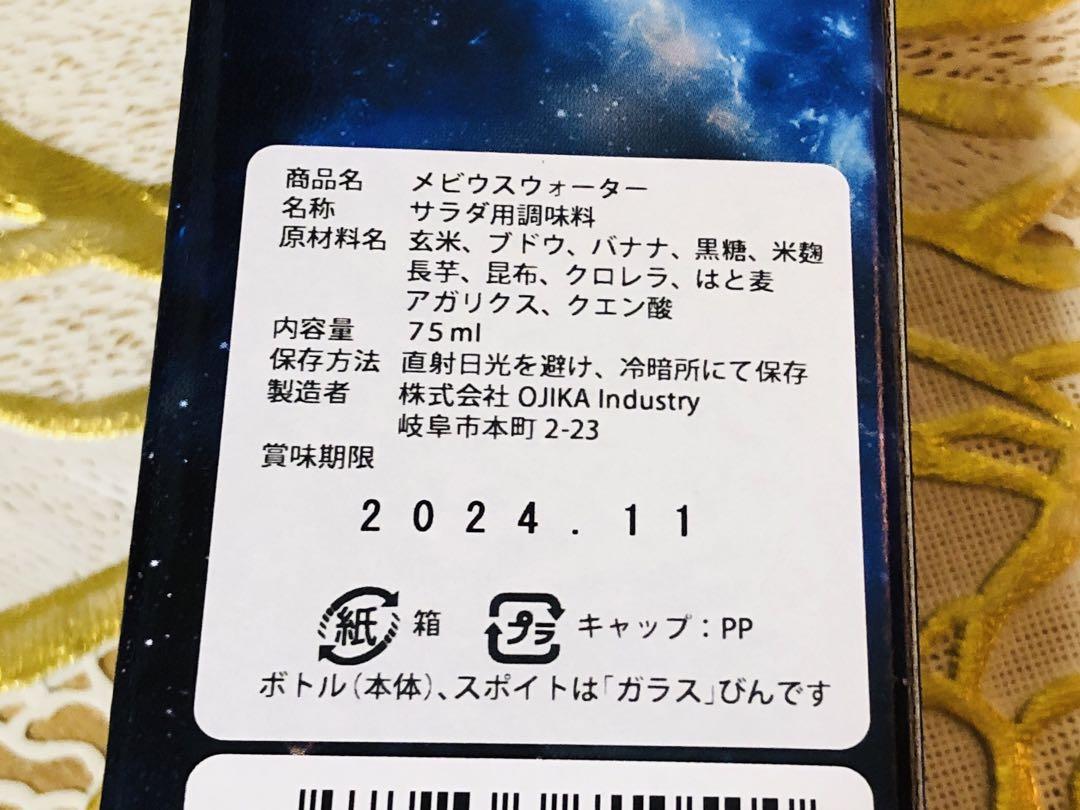 商品名 メビウスウォーター
名称 サラダ用調味料
原材料名 玄米、ブドウ、バナナ、黒糖、米麹
長芋、昆布、クロレラ、はと麦
アガリクス、クエン酸
内容量 75ml
保存方法 直射日光を避け、冷暗所にて保存
製造者 株式会社 OJIKA Industry
岐阜市本町 2-23
賞味期限
2024.11
紙 箱 プラ キャップ：PP
ボトル（本体）、スポイトは「ガラス」びんです